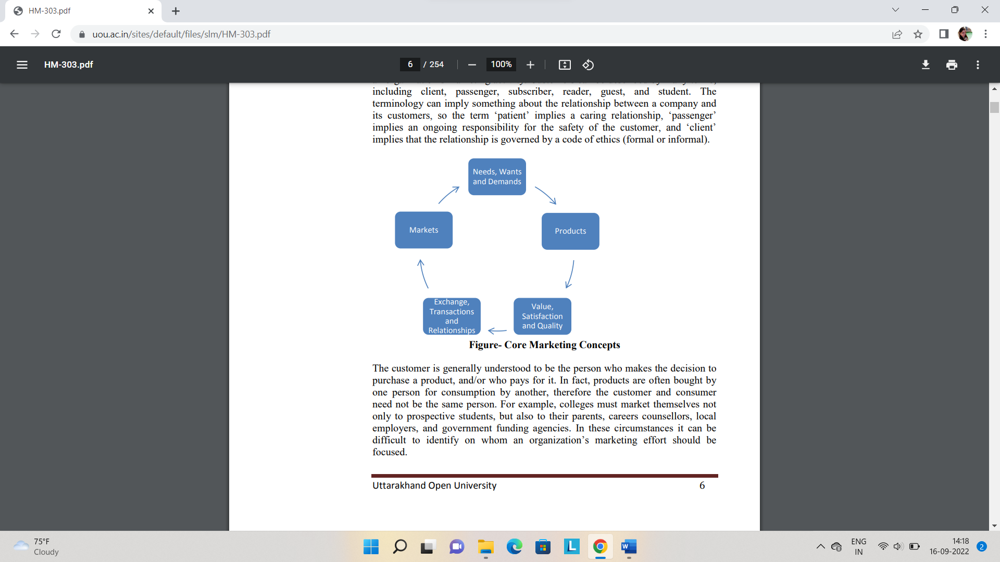 HM-303.pdf
uou.ac.in/sites/default/files/slm/HM-303.pdf
HM-303.pdf
6 / 254
100%
including client, passenger, subscriber, reader, guest, and student. The
terminology can imply something about the relationship between a company and
its customers, so the term ‘patient’ implies a caring relationship, ‘passenger’
implies an ongoing responsibility for the safety of the customer, and ‘client’
implies that the relationship is governed by a code of ethics (formal or informal).
Needs, Wants
and Demands
Markets
Products
Exchange,
Transactions
and
Relationships
Value,
Satisfaction
and Quality
Figure- Core Marketing Concepts
The customer is generally understood to be the person who makes the decision to
purchase a product, and/or who pays for it. In fact, products are often bought by
one person for consumption by another, therefore the customer and consumer
need not be the same person. For example, colleges must market themselves not
only to prospective students, but also to their parents, careers counsellors, local
employers, and government funding agencies. In these circumstances it can be
difficult to identify on whom an organization’s marketing effort should be
focused.
Uttarakhand Open University 6
75°F
Cloudy
L
W
ENG
IN
14:18
16-09-2022
2